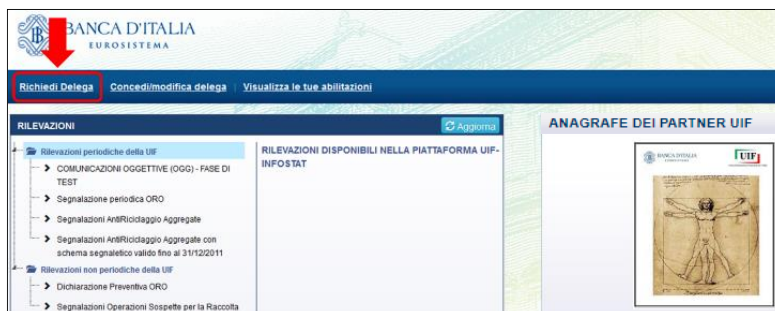 BANCA D'ITALIA
EUROSISTEMA
Richiedi Delega
Concedi/modifica delega
Visualizza le tue abilitazioni
RILEVAZIONI
Aggiorna
Rilevazioni periodiche della UIF
COMUNICAZIONI OGGETTIVE (OGG) - FASE DI
TEST
Segnalazione periodica ORO
Segnalazioni AntiRiciclaggio Aggregate
Segnalazioni AntiRiciclaggio Aggregate con
schema segnaletico valido fino al 31/12/2011
Rilevazioni non periodiche della UIF
Dichiarazione Preventiva ORO
Segnalazioni Operazioni Sospette per la Raccolta
RILEVAZIONI DISPONIBILI NELLA PIATTAFORMA UIF-
INFOSTAT
ANAGRAFE DEI PARTNER UIF
BANCA D'ITALIA
UIF